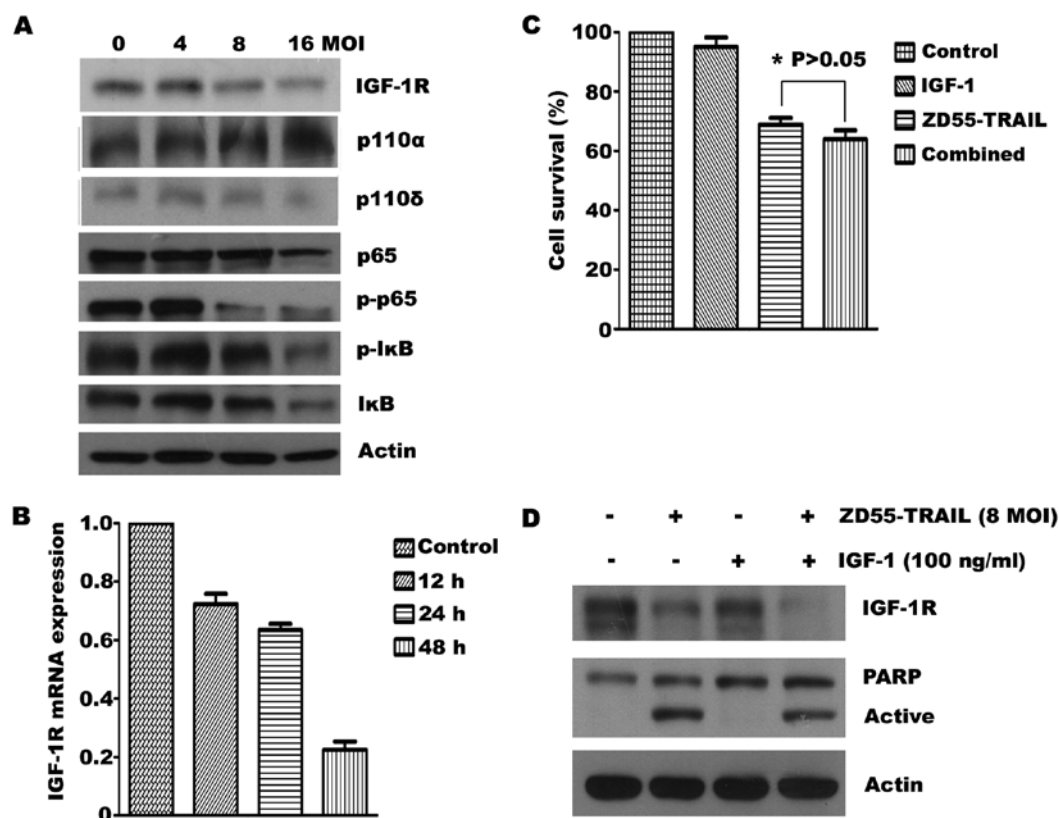 A
0 4 8 16 MOI
IGF-1R
p110α
p110δ
p65
p-p65
p-IκB
IκB
Actin
B
IGF-1R mRNA expression
1.0
0.8
0.6
0.4
0.2
0
Control
12 h
24 h
48 h
C
Cell survival (%)
100
80
60
40
20
0
* P>0.05
Control
IGF-1
ZD55-TRAIL
Combined
D
- + - + ZD55-TRAIL (8 MOI)
- - + + IGF-1 (100 ng/ml)
IGF-1R
PARP
Active
Actin